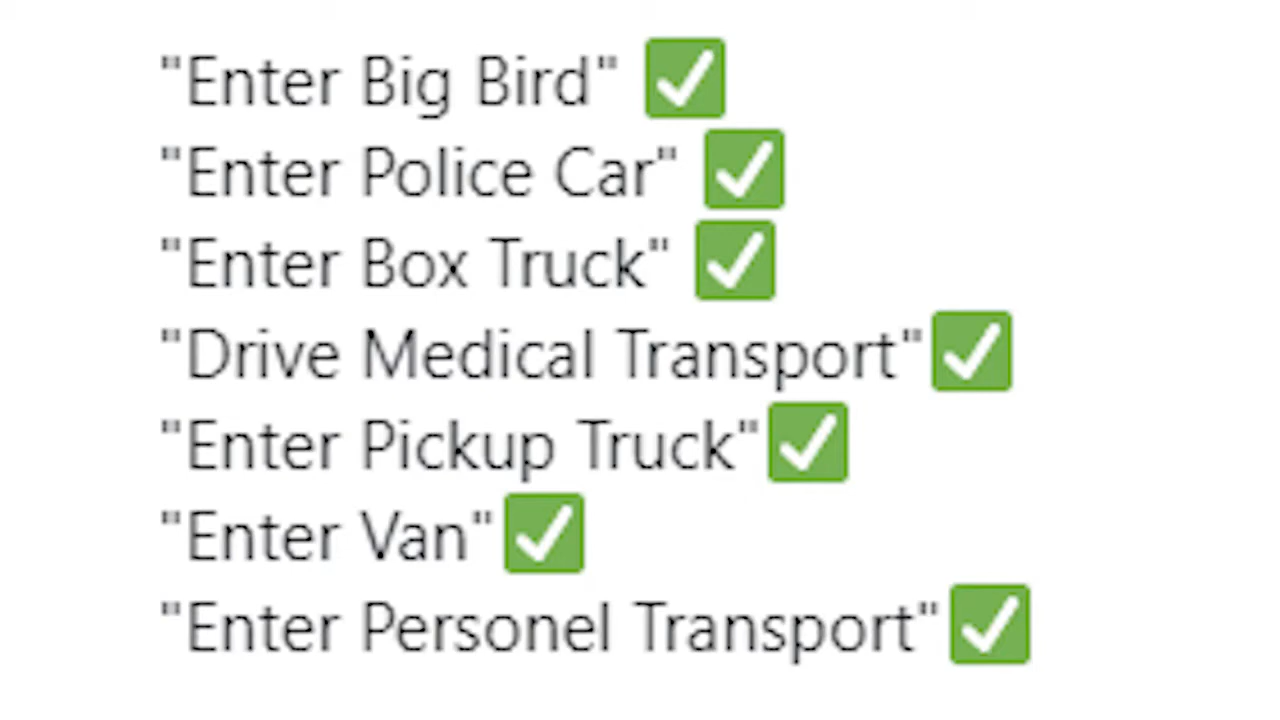 "Enter Big Bird" ✅
"Enter Police Car" ✅
"Enter Box Truck" ✅
"Drive Medical Transport"✅
"Enter Pickup Truck"✅
"Enter Van"✅
"Enter Personel Transport"✅